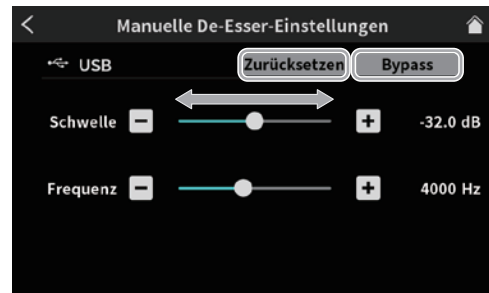 Manuelle De-Esser-Einstellungen
USB Zurücksetzen Bypass
Schwelle - + -32.0 dB
Frequenz - + 4000 Hz